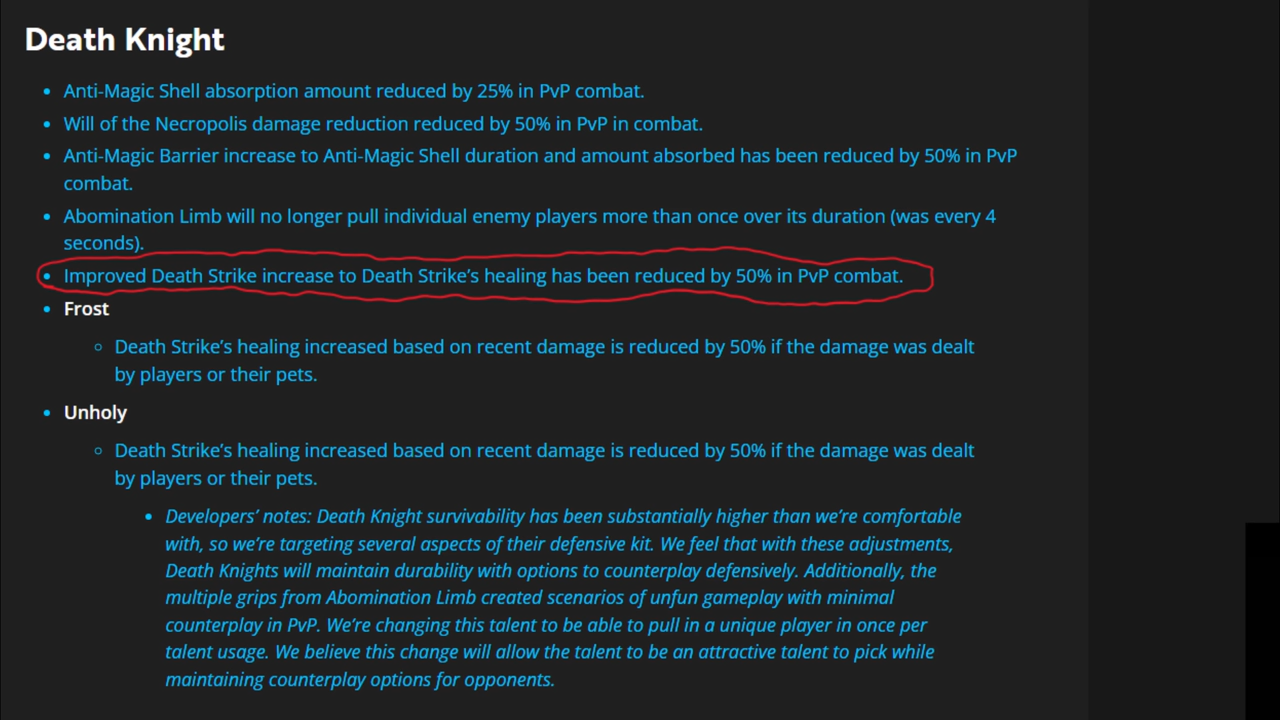 Death Knight
• Anti-Magic Shell absorption amount reduced by 25% in PvP combat.
• Will of the Necropolis damage reduction reduced by 50% in PvP in combat.
• Anti-Magic Barrier increase to Anti-Magic Shell duration and amount absorbed has been reduced by 50% in PvP
combat.
• Abomination Limb will no longer pull individual enemy players more than once over its duration (was every 4
seconds).
• Improved Death Strike increase to Death Strike's healing has been reduced by 50% in PvP combat.
• Frost
○ Death Strike's healing increased based on recent damage is reduced by 50% if the damage was dealt
by players or their pets.
• Unholy
○ Death Strike's healing increased based on recent damage is reduced by 50% if the damage was dealt
by players or their pets.
• Developers' notes: Death Knight survivability has been substantially higher than we're comfortable
with, so we're targeting several aspects of their defensive kit. We feel that with these adjustments,
Death Knights will maintain durability with options to counterplay defensively. Additionally, the
multiple grips from Abomination Limb created scenarios of unfun gameplay with minimal
counterplay in PvP. We're changing this talent to be able to pull in a unique player in once per
talent usage. We believe this change will allow the talent to be an attractive talent to pick while
maintaining counterplay options for opponents.